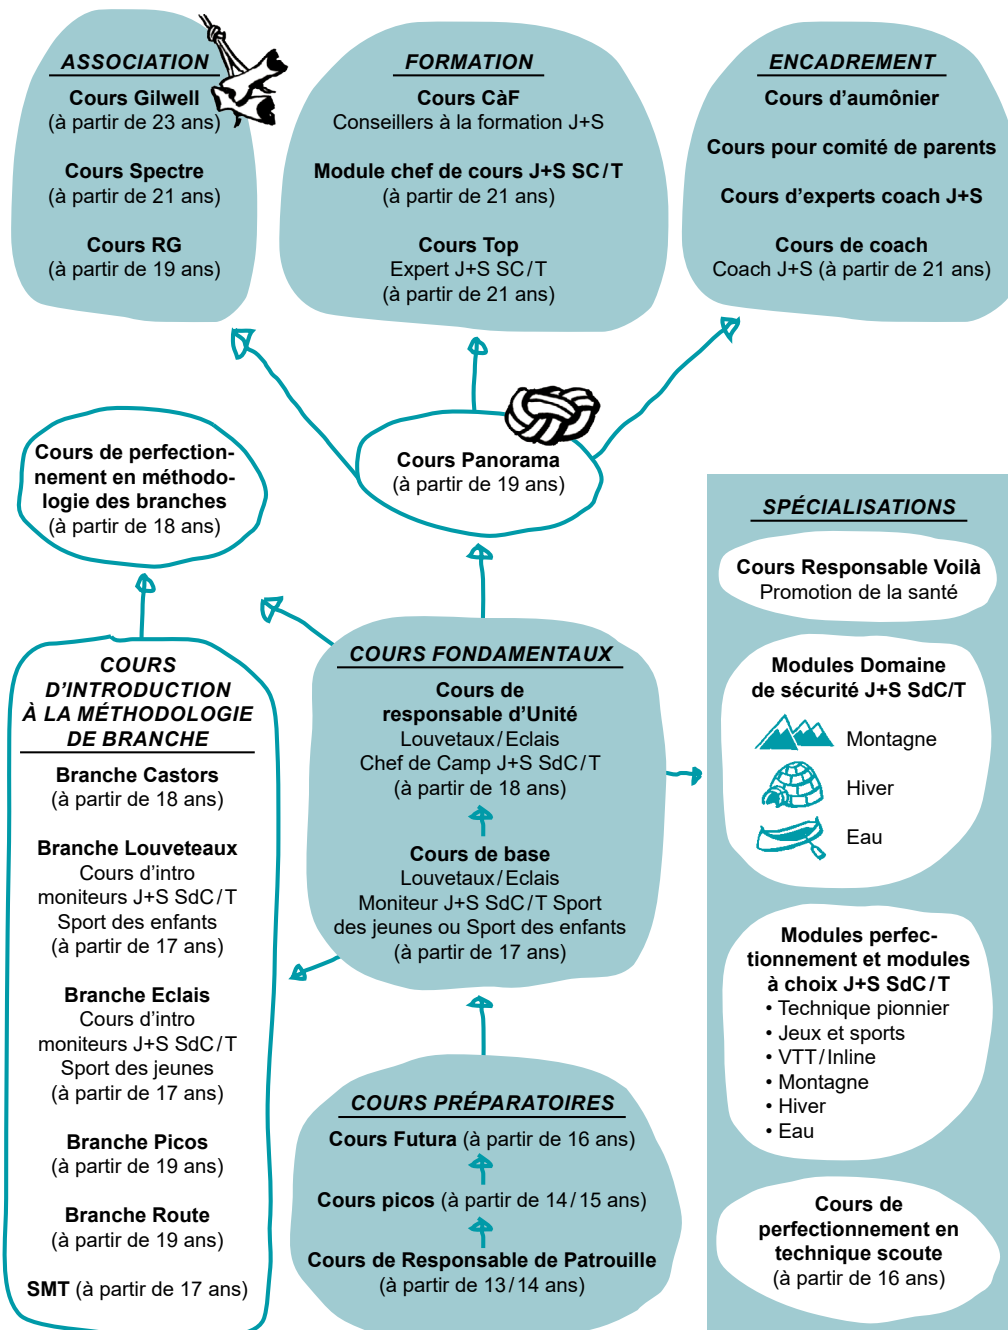 ASSOCIATION
Cours Gilwell
(à partir de 23 ans)
Cours Spectre
(à partir de 21 ans)
Cours RG
(à partir de 19 ans)
FORMATION
Cours CàF
Conseillers à la formation J+S
Module chef de cours J+S SC/T
(à partir de 21 ans)
Cours Top
Expert J+S SC/T
(à partir de 21 ans)
ENCADREMENT
Cours d'aumônier
Cours pour comité de parents
Cours d'experts coach J+S
Cours de coach
Coach J+S (à partir de 21 ans)
Cours de perfection-
nement en méthodo-
logie des branches
(à partir de 18 ans)
Cours Panorama
(à partir de 19 ans)
COURS
D'INTRODUCTION
À LA MÉTHODOLOGIE
DE BRANCHE
Branche Castors
(à partir de 18 ans)
Branche Louveteaux
Cours d'intro
moniteurs J+S SdC/T
Sport des enfants
(à partir de 17 ans)
Branche Eclais
Cours d'intro
moniteurs J+S SdC/T
Sport des jeunes
(à partir de 17 ans)
Branche Picos
(à partir de 19 ans)
Branche Route
(à partir de 19 ans)
SMT (à partir de 17 ans)
COURS FONDAMENTAUX
Cours de
responsable d'Unité
Louvetaux/Eclais
Chef de Camp J+S SdC/T
(à partir de 18 ans)
Cours de base
Louvetaux/Eclais
Moniteur J+S SdC/T Sport
des jeunes ou Sport des enfants
(à partir de 17 ans)
COURS PRÉPARATOIRES
Cours Futura (à partir de 16 ans)
Cours picos (à partir de 14/15 ans)
Cours de Responsable de Patrouille
(à partir de 13/14 ans)
SPÉCIALISATIONS
Cours Responsable Voilà
Promotion de la santé
Modules Domaine
de sécurité J+S SdC/T
Montagne
Hiver
Eau
Modules perfec-
tionnement et modules
à choix J+S SdC/T
• Technique pionnier
• Jeux et sports
• VTT/Inline
• Montagne
• Hiver
• Eau
Cours de
perfectionnement en
technique scoute
(à partir de 16 ans)